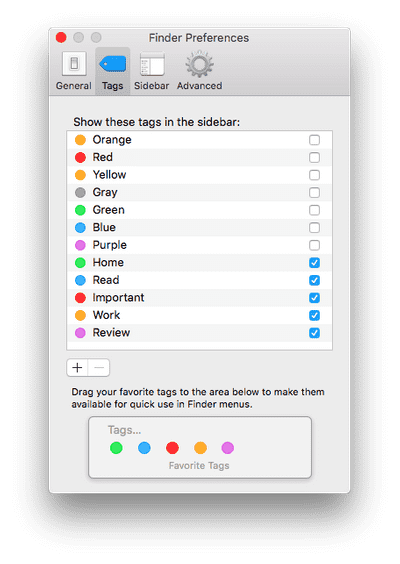 Finder Preferences
General Tags Sidebar Advanced
Show these tags in the sidebar:
Orange
Red
Yellow
Gray
Green
Blue
Purple
Home
Read
Important
Work
Review
Drag your favorite tags to the area below to make them
available for quick use in Finder menus.
Tags...
Favorite Tags